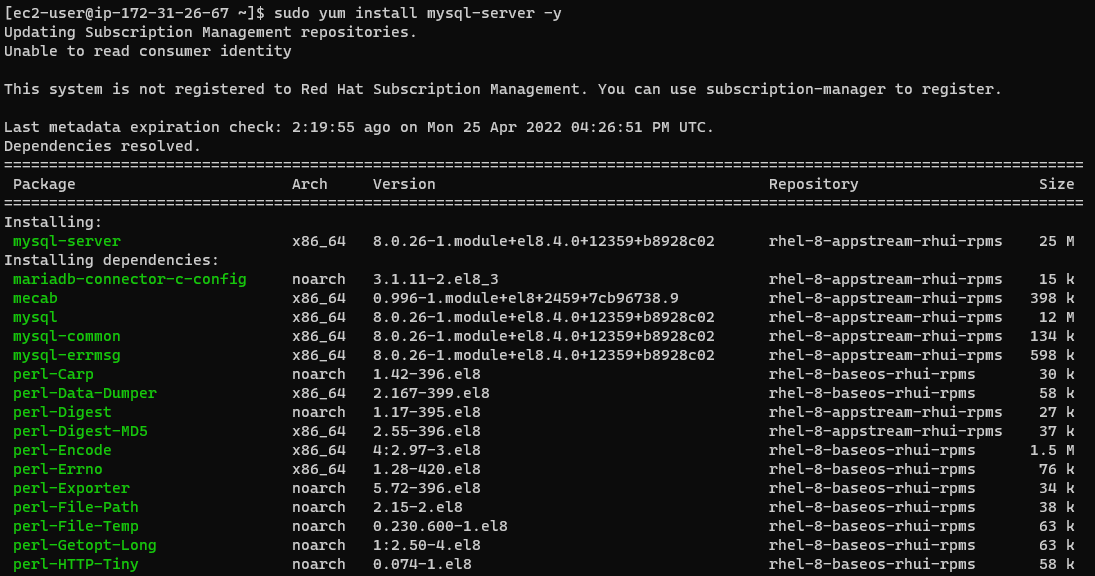 [ec2-user@ip-172-31-26-67 ~]$ sudo yum install mysql-server -y
Updating Subscription Management repositories.
Unable to read consumer identity
This system is not registered to Red Hat Subscription Management. You can use subscription-manager to register.
Last metadata expiration check: 2:19:55 ago on Mon 25 Apr 2022 04:26:51 PM UTC.
Dependencies resolved.
================================================================================================================================
Package Arch Version Repository Size
================================================================================================================================
Installing:
mysql-server x86_64 8.0.26-1.module+el8.4.0+12359+b8928c02 rhel-8-appstream-rhui-rpms 25 M
Installing dependencies:
mariadb-connector-c-config noarch 3.1.11-2.el8_3 rhel-8-appstream-rhui-rpms 15 k
mecab x86_64 0.996-1.module+el8+2459+7cb96738.9 rhel-8-appstream-rhui-rpms 398 k
mysql x86_64 8.0.26-1.module+el8.4.0+12359+b8928c02 rhel-8-appstream-rhui-rpms 12 M
mysql-common x86_64 8.0.26-1.module+el8.4.0+12359+b8928c02 rhel-8-appstream-rhui-rpms 134 k
mysql-errmsg x86_64 8.0.26-1.module+el8.4.0+12359+b8928c02 rhel-8-appstream-rhui-rpms 598 k
perl-Carp noarch 1.42-396.el8 rhel-8-baseos-rhui-rpms 30 k
perl-Data-Dumper x86_64 2.167-399.el8 rhel-8-baseos-rhui-rpms 58 k
perl-Digest noarch 1.17-395.el8 rhel-8-appstream-rhui-rpms 27 k
perl-Digest-MD5 x86_64 2.55-396.el8 rhel-8-appstream-rhui-rpms 37 k
perl-Encode x86_64 4:2.97-3.el8 rhel-8-baseos-rhui-rpms 1.5 M
perl-Errno x86_64 1.28-420.el8 rhel-8-baseos-rhui-rpms 76 k
perl-Exporter noarch 5.72-396.el8 rhel-8-baseos-rhui-rpms 34 k
perl-File-Path noarch 2.15-2.el8 rhel-8-baseos-rhui-rpms 38 k
perl-File-Temp noarch 0.230.600-1.el8 rhel-8-baseos-rhui-rpms 63 k
perl-Getopt-Long noarch 1:2.50-4.el8 rhel-8-baseos-rhui-rpms 63 k
perl-HTTP-Tiny noarch 0.074-1.el8 rhel-8-baseos-rhui-rpms 58 k